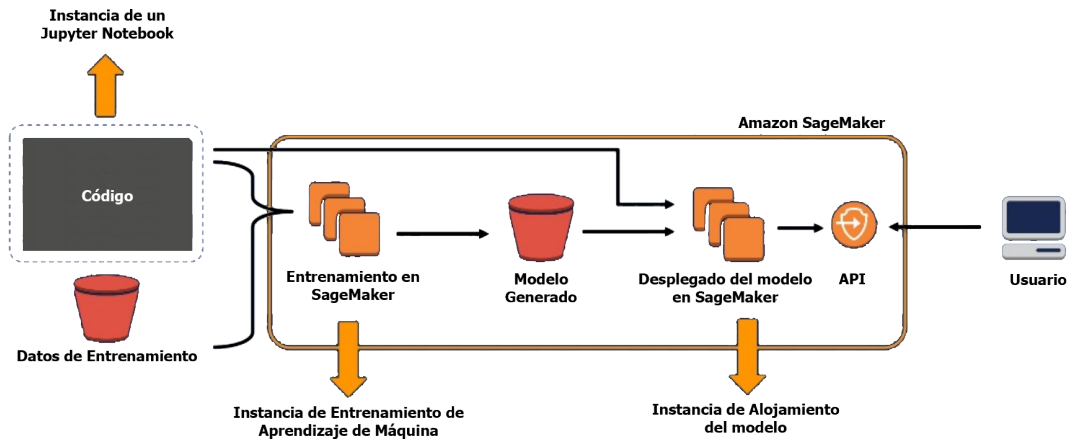 Instancia de un
Jupyter Notebook
Amazon SageMaker
Código
Entrenamiento en
SageMaker
Modelo
Generado
Desplegado del modelo
en SageMaker
API
Usuario
Datos de Entrenamiento
Instancia de Entrenamiento de
Aprendizaje de Máquina
Instancia de Alojamiento
del modelo